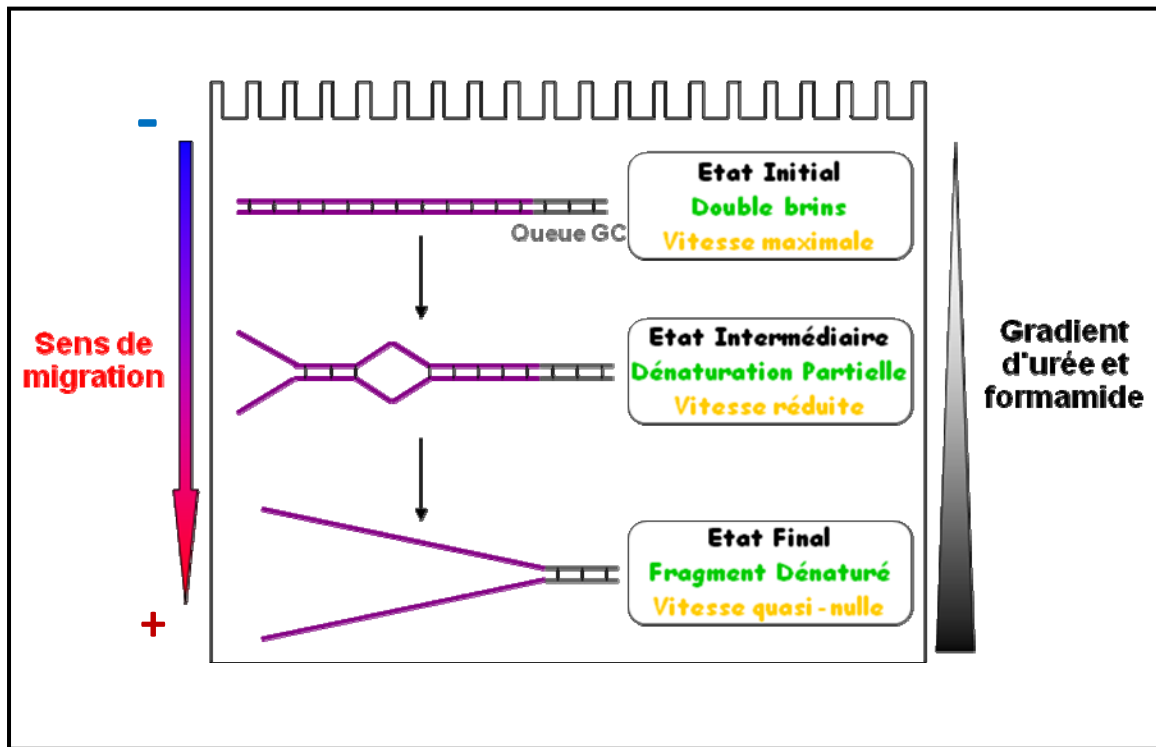 -
Etat Initial
Double brins
Vitesse maximale
Queue GC
Sens de
migration
Etat Intermédiaire
Dénaturation Partielle
Vitesse réduite
Gradient
d'urée et
formamide
Etat Final
Fragment Dénaturé
Vitesse quasi-nulle
+